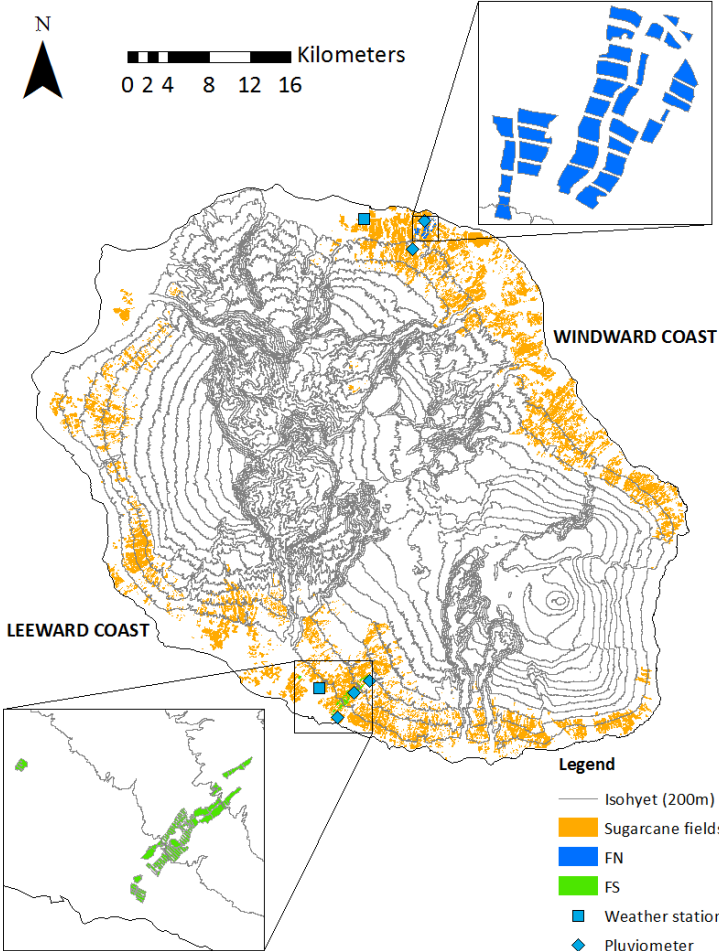 N
Kilometers
0 2 4 8 12 16
WINDWARD COAST
LEEWARD COAST
Legend
Isohyet (200m)
Sugarcane fields
FN
FS
Weather station
Pluviometer